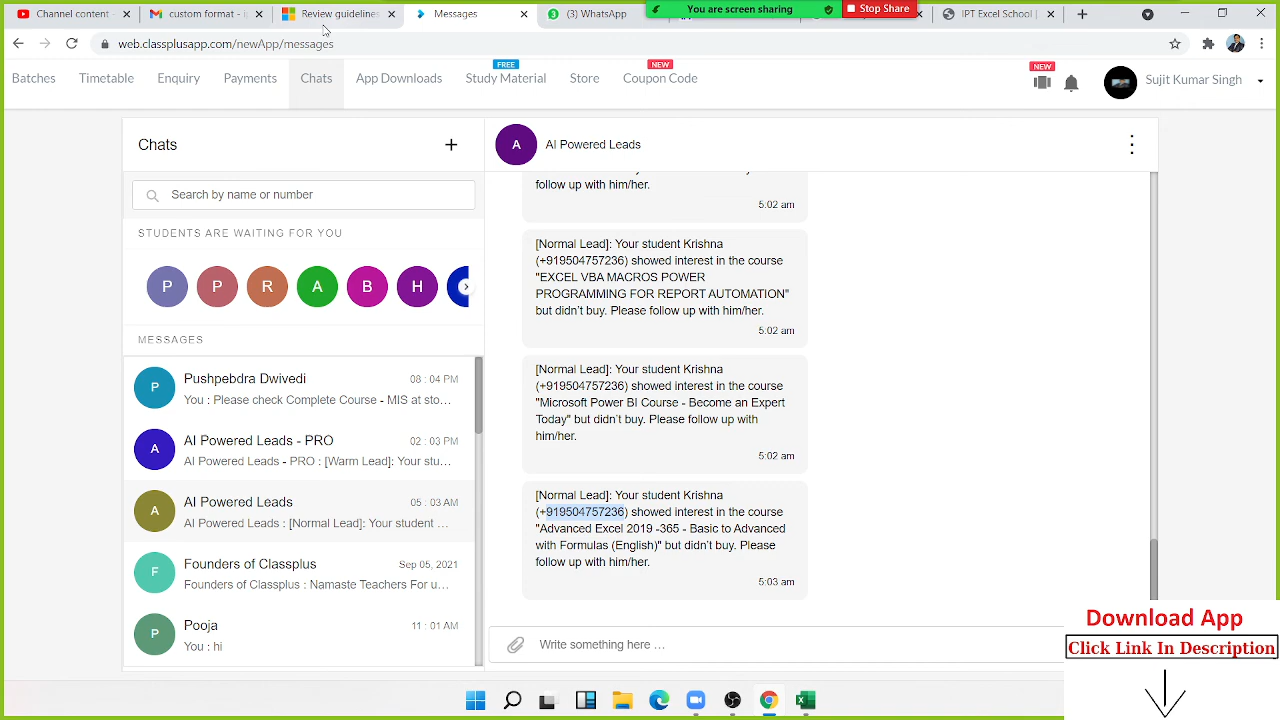 Channel content -
custom format - i
Review guidelines
Messages
(3) WhatsApp
You are screen sharing
Stop Share
IPT Excel School |
web.classplusapp.com/newApp/messages
Batches
Timetable
Enquiry
Payments
Chats
App Downloads
FREE
Study Material
Store
NEW
Coupon Code
NEW
Sujit Kumar Singh
Chats
+
Search by name or number
STUDENTS ARE WAITING FOR YOU
P P R A B H
MESSAGES
P
Pushpebdra Dwivedi
08 : 04 PM
You : Please check Complete Course - MIS at sto...
A
AI Powered Leads - PRO
02 : 03 PM
AI Powered Leads - PRO : [Warm Lead]: Your stu...
A
AI Powered Leads
05 : 03 AM
AI Powered Leads : [Normal Lead]: Your student ...
F
Founders of Classplus
Sep 05, 2021
Founders of Classplus : Namaste Teachers For u...
P
Pooja
11 : 01 AM
You : hi
A
AI Powered Leads
follow up with him/her.
5:02 am
[Normal Lead]: Your student Krishna
(+919504757236) showed interest in the course
"EXCEL VBA MACROS POWER
PROGRAMMING FOR REPORT AUTOMATION"
but didn't buy. Please follow up with him/her.
5:02 am
[Normal Lead]: Your student Krishna
(+919504757236) showed interest in the course
"Microsoft Power BI Course - Become an Expert
Today" but didn't buy. Please follow up with
him/her.
5:02 am
[Normal Lead]: Your student Krishna
(+919504757236) showed interest in the course
"Advanced Excel 2019 -365 - Basic to Advanced
with Formulas (English)" but didn't buy. Please
follow up with him/her.
5:03 am
Write something here ...
Download App
Click Link In Description